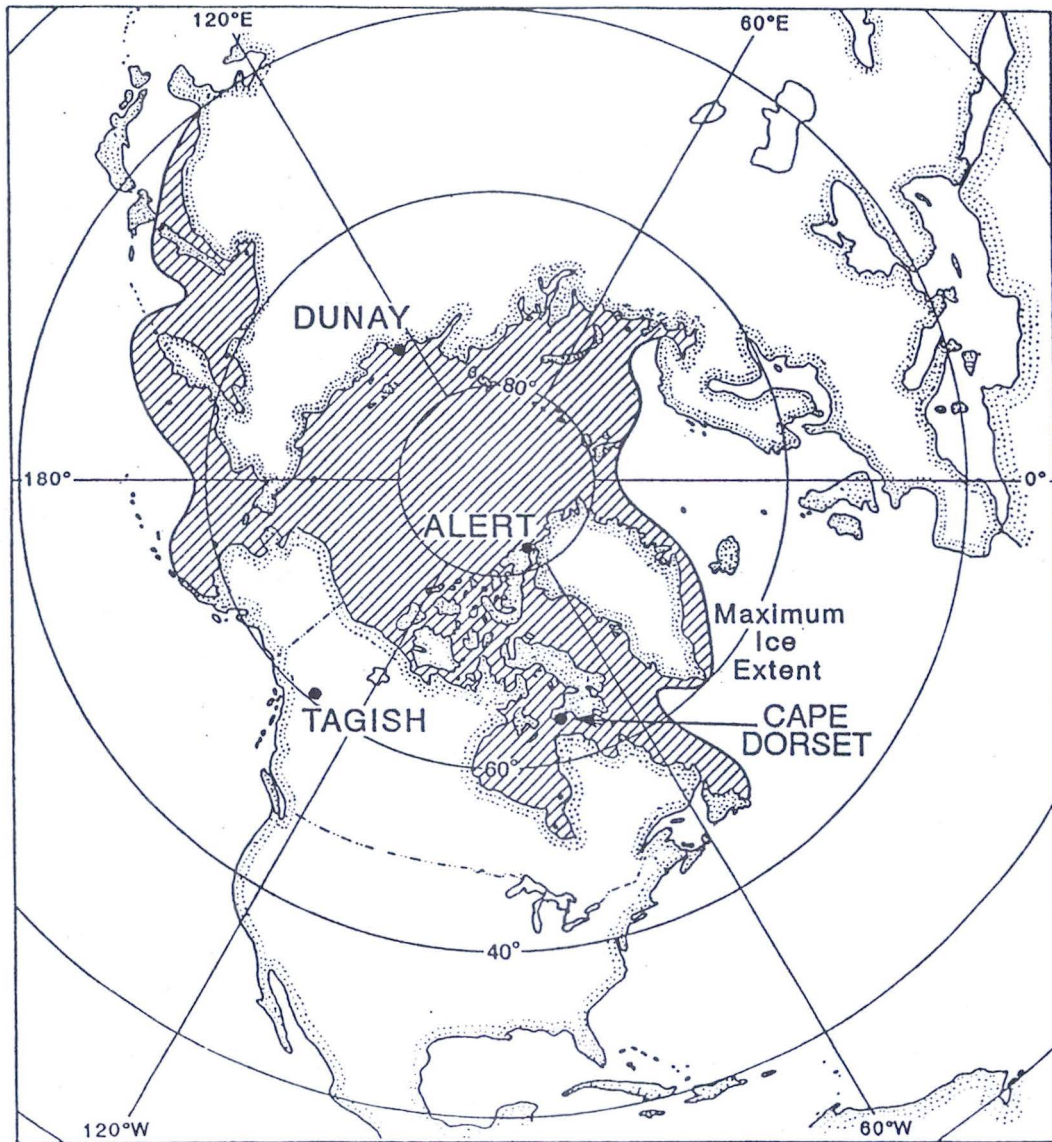 120°E
60°E
DUNAY
80°
180°
0°
ALERT
Maximum
Ice
Extent
TAGISH
CAPE
DORSET
60°
40°
120°W
60°W